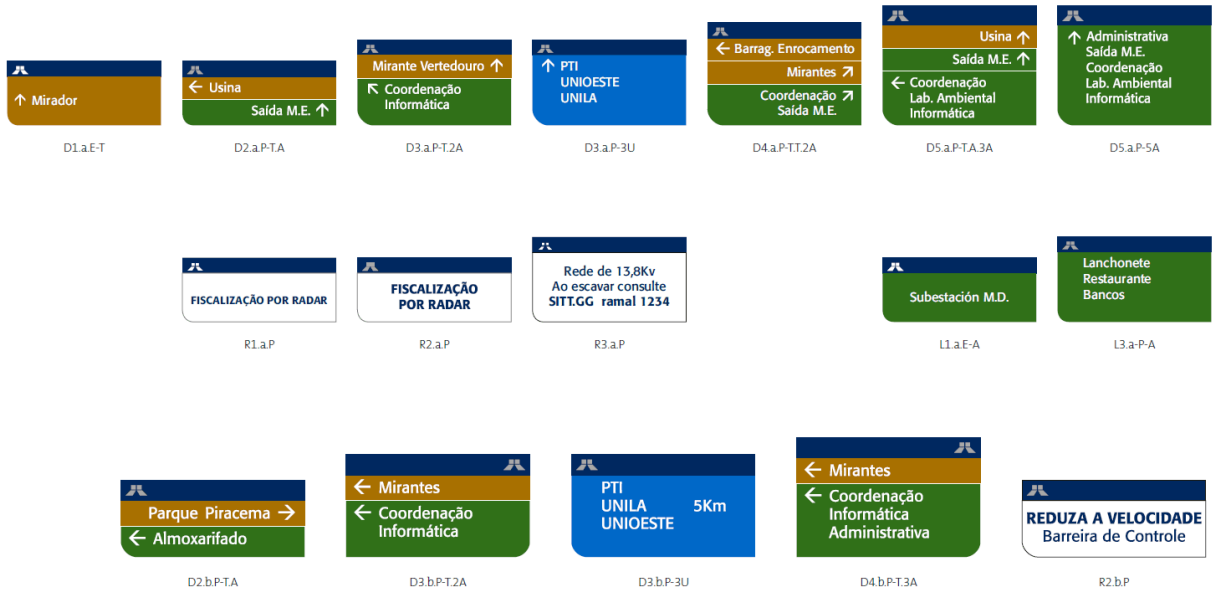 ↑ Mirador
D1.a.E-T
← Usina
Saída M.E. ↑
D2.a.P-T.A
Mirante Vertedouro ↑
↖ Coordenação
Informática
D3.a.P-T.2A
↑ PTI
UNIOESTE
UNILA
D3.a.P-3U
← Barrag. Enrocamento
Mirantes ↗
Coordenação ↗
Saída M.E.
D4.a.P-T.T.2A
Usina ↑
Saída M.E. ↑
← Coordenação
Lab. Ambiental
Informática
D5.a.P-T.A.3A
↑ Administrativa
Saída M.E.
Coordenação
Lab. Ambiental
Informática
D5.a.P-5A
FISCALIZAÇÃO POR RADAR
R1.a.P
FISCALIZAÇÃO
POR RADAR
R2.a.P
Rede de 13,8Kv
Ao escavar consulte
SITT.GG ramal 1234
R3.a.P
Subestación M.D.
L1.a.E-A
Lanchonete
Restaurante
Bancos
L3.a-P-A
Parque Piracema →
← Almoxarifado
D2.b.P-T.A
← Mirantes
← Coordenação
Informática
D3.b.P-T.2A
PTI
UNILA 5Km
UNIOESTE
D3.b.P-3U
← Mirantes
← Coordenação
Informática
Administrativa
D4.b.P-T.3A
REDUZA A VELOCIDADE
Barreira de Controle
R2.b.P